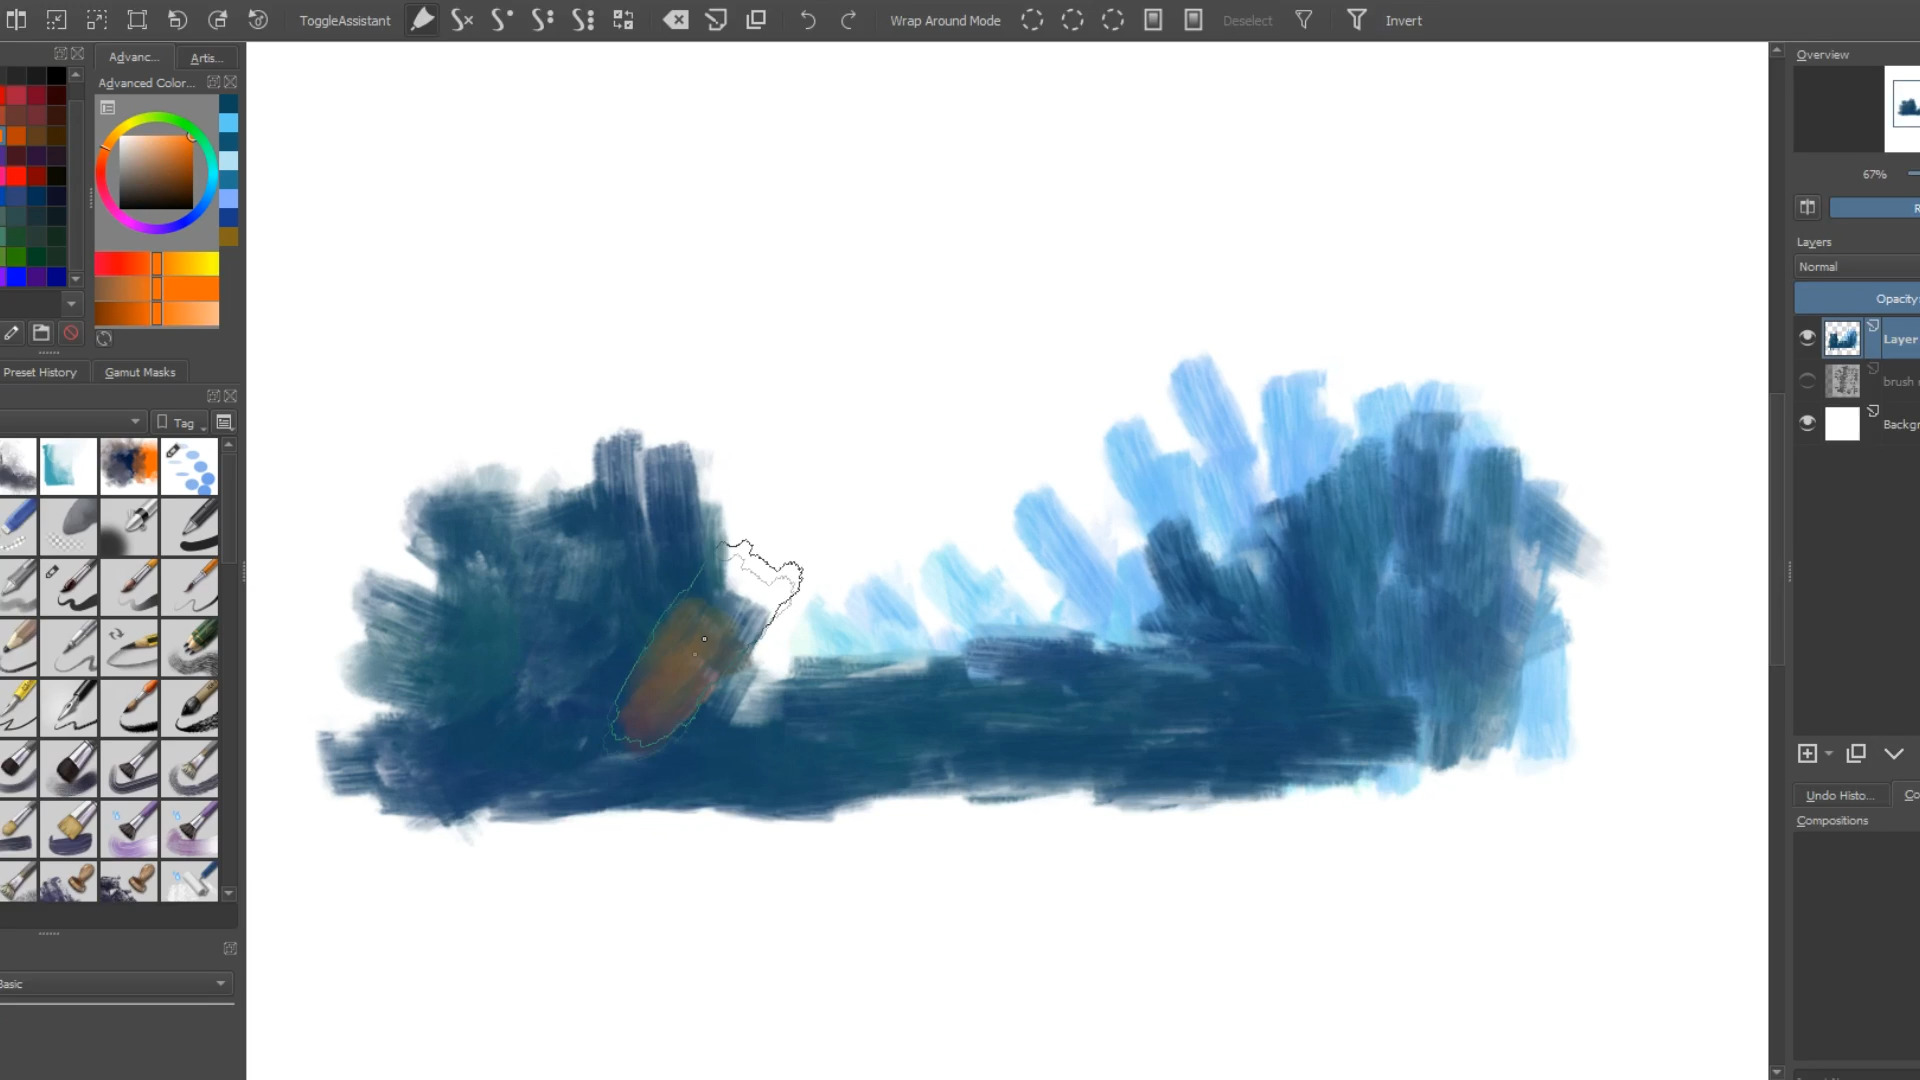 ToggleAssistant
Wrap Around Mode
Deselect
Invert
Advanc...
Artis...
Advanced Color...
Preset History
Gamut Masks
Tag
Basic
Overview
67%
R
Layers
Normal
Opacity:
Layer
brush
Backgr
Undo Histo...
Co
Compositions